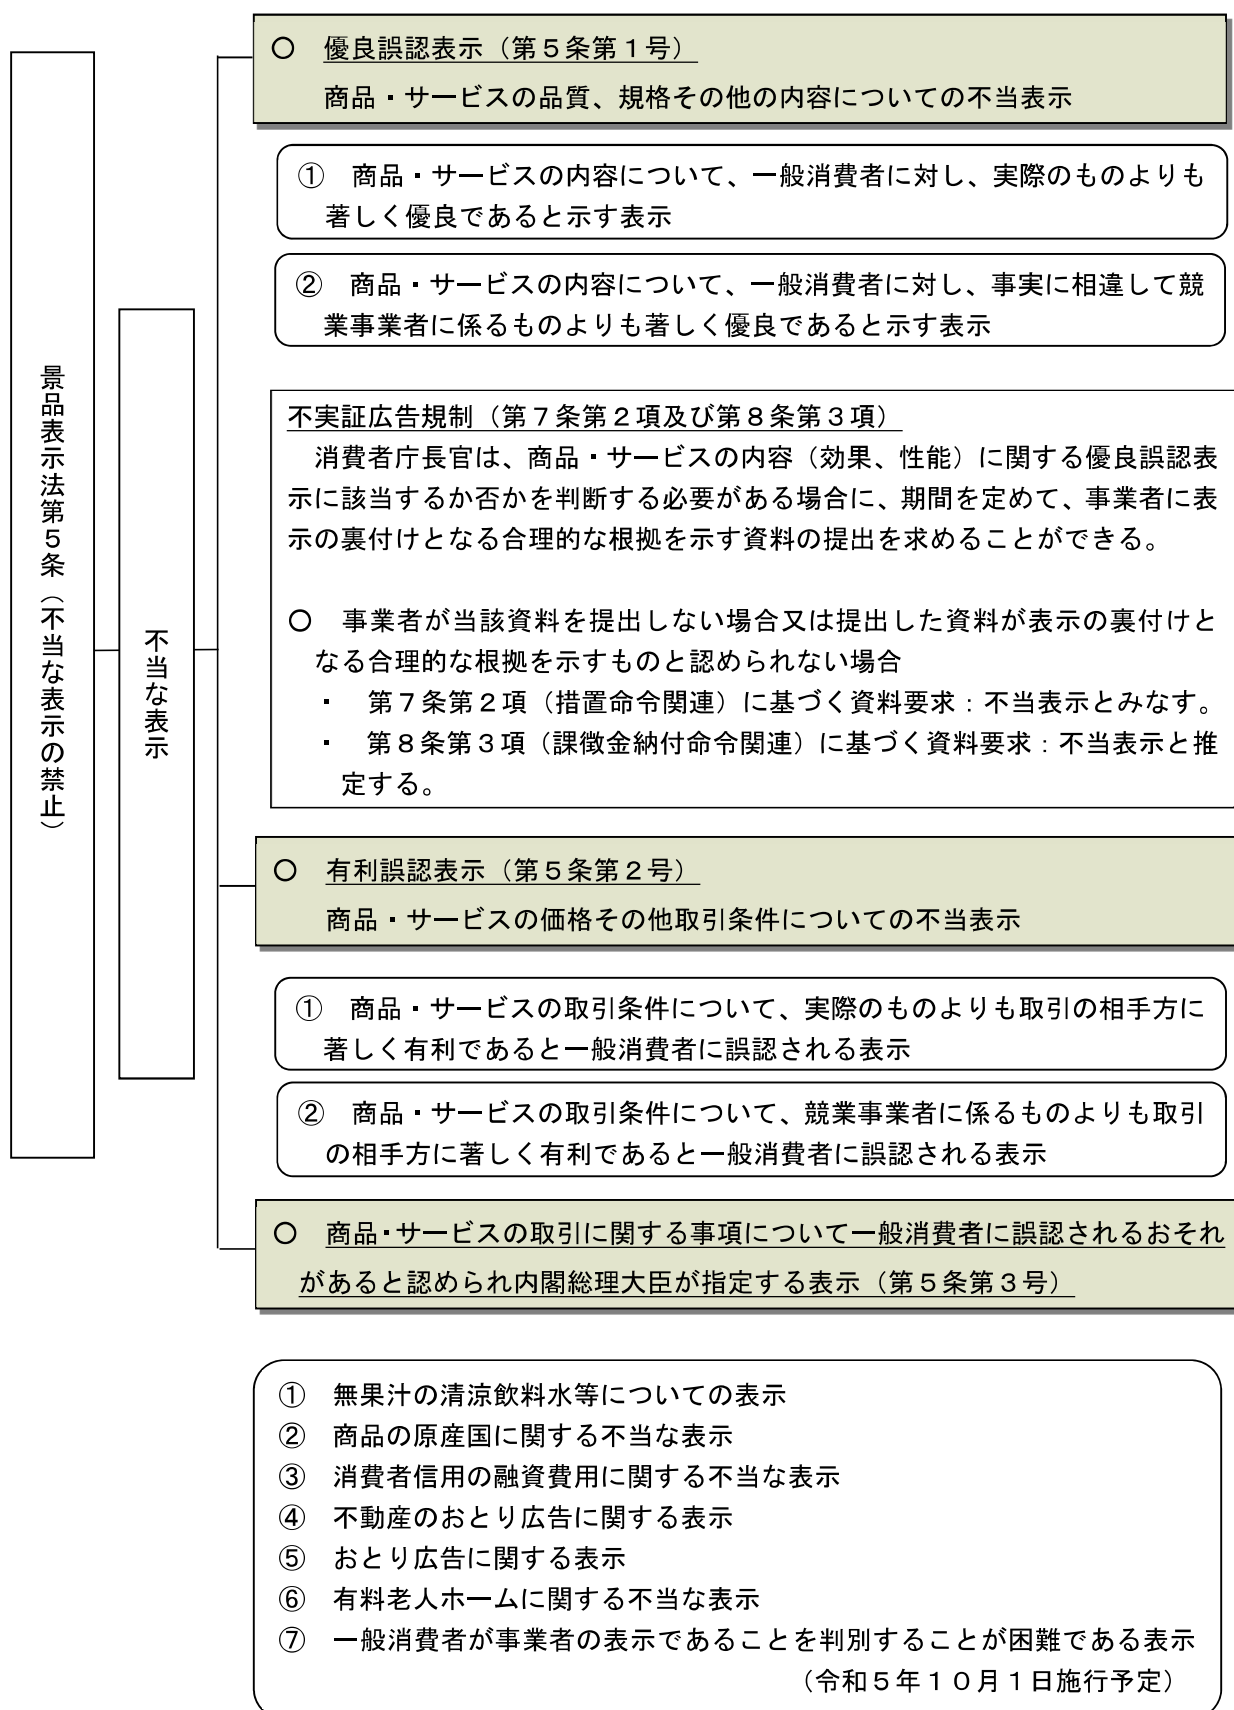 景品表示法第５条（不当な表示の禁止）
不当な表示
○　優良誤認表示（第５条第１号）
商品・サービスの品質、規格その他の内容についての不当表示
①　商品・サービスの内容について、一般消費者に対し、実際のものよりも
著しく優良であると示す表示
②　商品・サービスの内容について、一般消費者に対し、事実に相違して競
業事業者に係るものよりも著しく優良であると示す表示
不実証広告規制（第７条第２項及び第８条第３項）
消費者庁長官は、商品・サービスの内容（効果、性能）に関する優良誤認表
示に該当するか否かを判断する必要がある場合に、期間を定めて、事業者に表
示の裏付けとなる合理的な根拠を示す資料の提出を求めることができる。
○　事業者が当該資料を提出しない場合又は提出した資料が表示の裏付けと
なる合理的な根拠を示すものと認められない場合
・　第７条第２項（措置命令関連）に基づく資料要求：不当表示とみなす。
・　第８条第３項（課徴金納付命令関連）に基づく資料要求：不当表示と推
定する。
○　有利誤認表示（第５条第２号）
商品・サービスの価格その他取引条件についての不当表示
①　商品・サービスの取引条件について、実際のものよりも取引の相手方に
著しく有利であると一般消費者に誤認される表示
②　商品・サービスの取引条件について、競業事業者に係るものよりも取引
の相手方に著しく有利であると一般消費者に誤認される表示
○　商品・サービスの取引に関する事項について一般消費者に誤認されるおそれ
があると認められ内閣総理大臣が指定する表示（第５条第３号）
①　無果汁の清涼飲料水等についての表示
②　商品の原産国に関する不当な表示
③　消費者信用の融資費用に関する不当な表示
④　不動産のおとり広告に関する表示
⑤　おとり広告に関する表示
⑥　有料老人ホームに関する不当な表示
⑦　一般消費者が事業者の表示であることを判別することが困難である表示
（令和５年１０月１日施行予定）